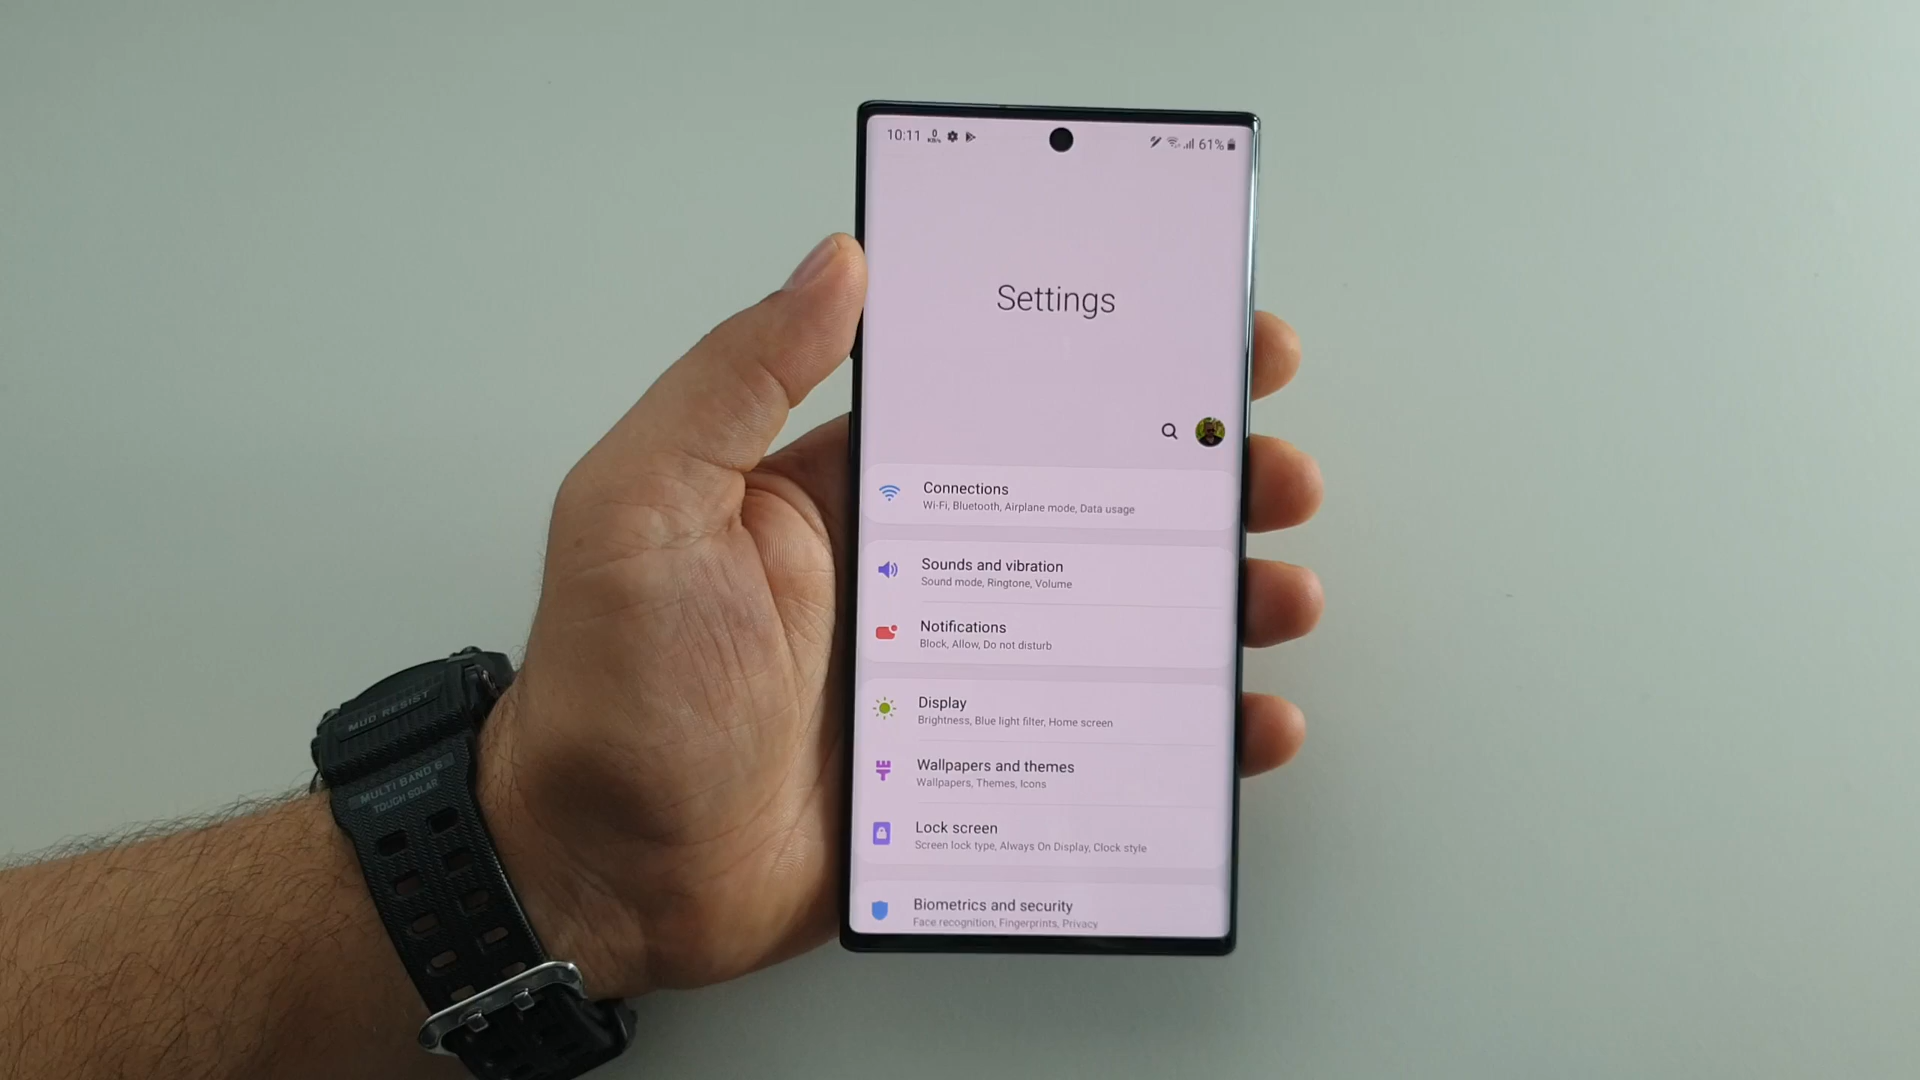 10:11 0 KB/s 61%
Settings
Connections
Wi-Fi, Bluetooth, Airplane mode, Data usage
Sounds and vibration
Sound mode, Ringtone, Volume
Notifications
Block, Allow, Do not disturb
Display
Brightness, Blue light filter, Home screen
Wallpapers and themes
Wallpapers, Themes, Icons
Lock screen
Screen lock type, Always On Display, Clock style
Biometrics and security
Face recognition, Fingerprints, Privacy
MUD RESIST
MULTI BAND 6
TOUGH SOLAR